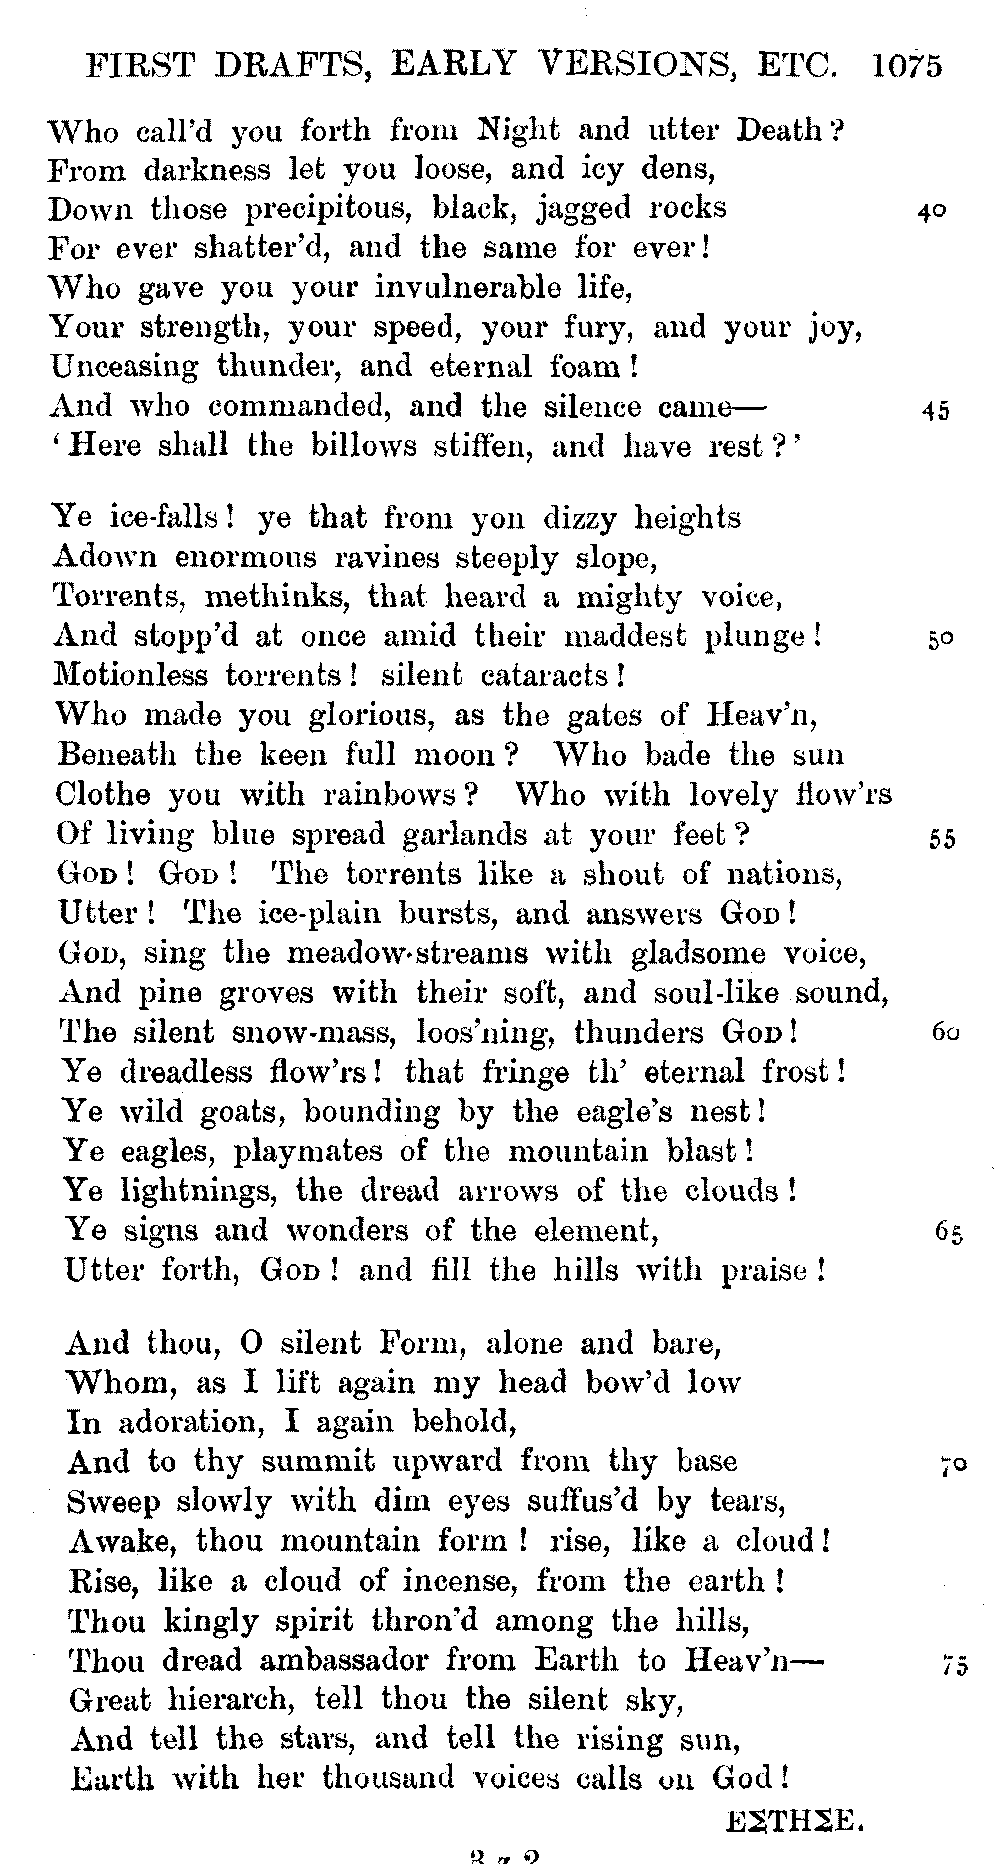 FIRST DRAFTS, EARLY VERSIONS, ETC. 1075
Who call'd you forth from Night and utter Death?
From darkness let you loose, and icy dens,
Down those precipitous, black, jagged rocks 40
For ever shatter'd, and the same for ever!
Who gave you your invulnerable life,
Your strength, your speed, your fury, and your joy,
Unceasing thunder, and eternal foam!
And who commanded, and the silence came— 45
'Here shall the billows stiffen, and have rest?'
Ye ice-falls! ye that from yon dizzy heights
Adown enormous ravines steeply slope,
Torrents, methinks, that heard a mighty voice,
And stopp'd at once amid their maddest plunge! 50
Motionless torrents! silent cataracts!
Who made you glorious, as the gates of Heav'n,
Beneath the keen full moon? Who bade the sun
Clothe you with rainbows? Who with lovely flow'rs
Of living blue spread garlands at your feet? 55
GOD! GOD! The torrents like a shout of nations,
Utter! The ice-plain bursts, and answers GOD!
GOD, sing the meadow-streams with gladsome voice,
And pine groves with their soft, and soul-like sound,
The silent snow-mass, loos'ning, thunders GOD! 60
Ye dreadless flow'rs! that fringe th' eternal frost!
Ye wild goats, bounding by the eagle's nest!
Ye eagles, playmates of the mountain blast!
Ye lightnings, the dread arrows of the clouds!
Ye signs and wonders of the element, 65
Utter forth, GOD! and fill the hills with praise!
And thou, O silent Form, alone and bare,
Whom, as I lift again my head bow'd low
In adoration, I again behold,
And to thy summit upward from thy base 70
Sweep slowly with dim eyes suffus'd by tears,
Awake, thou mountain form! rise, like a cloud!
Rise, like a cloud of incense, from the earth!
Thou kingly spirit thron'd among the hills,
Thou dread ambassador from Earth to Heav'n— 75
Great hierarch, tell thou the silent sky,
And tell the stars, and tell the rising sun,
Earth with her thousand voices calls on God!
ΕΣΤΗΣΕ.
3 z 2